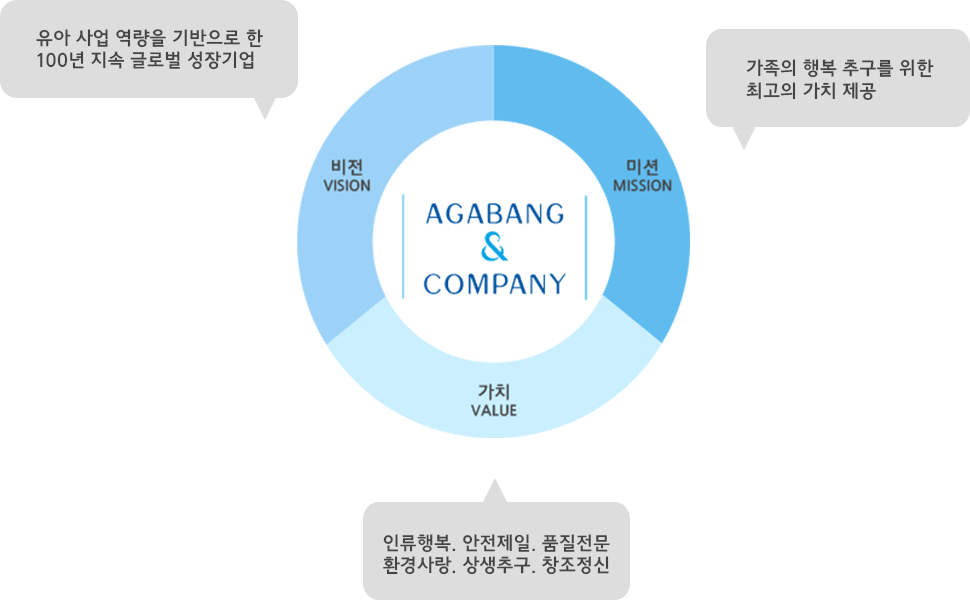 유아 사업 역량을 기반으로 한
100년 지속 글로벌 성장기업
가족의 행복 추구를 위한
최고의 가치 제공
비전
VISION
미션
MISSION
AGABANG
&
COMPANY
가치
VALUE
인류행복. 안전제일. 품질전문
환경사랑. 상생추구. 창조정신